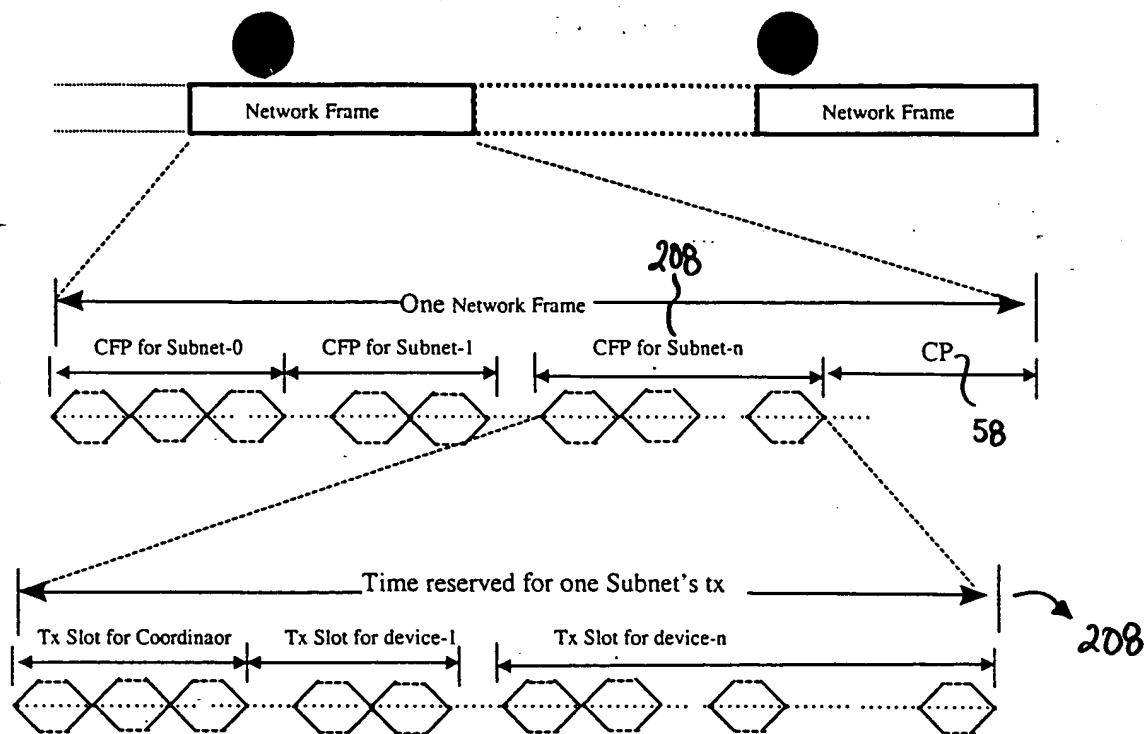 Network Frame
Network Frame
208
One Network Frame
CFP for Subnet-0
CFP for Subnet-1
CFP for Subnet-n
CP
58
Time reserved for one Subnet's tx
208
Tx Slot for Coordinaor
Tx Slot for device-1
Tx Slot for device-n